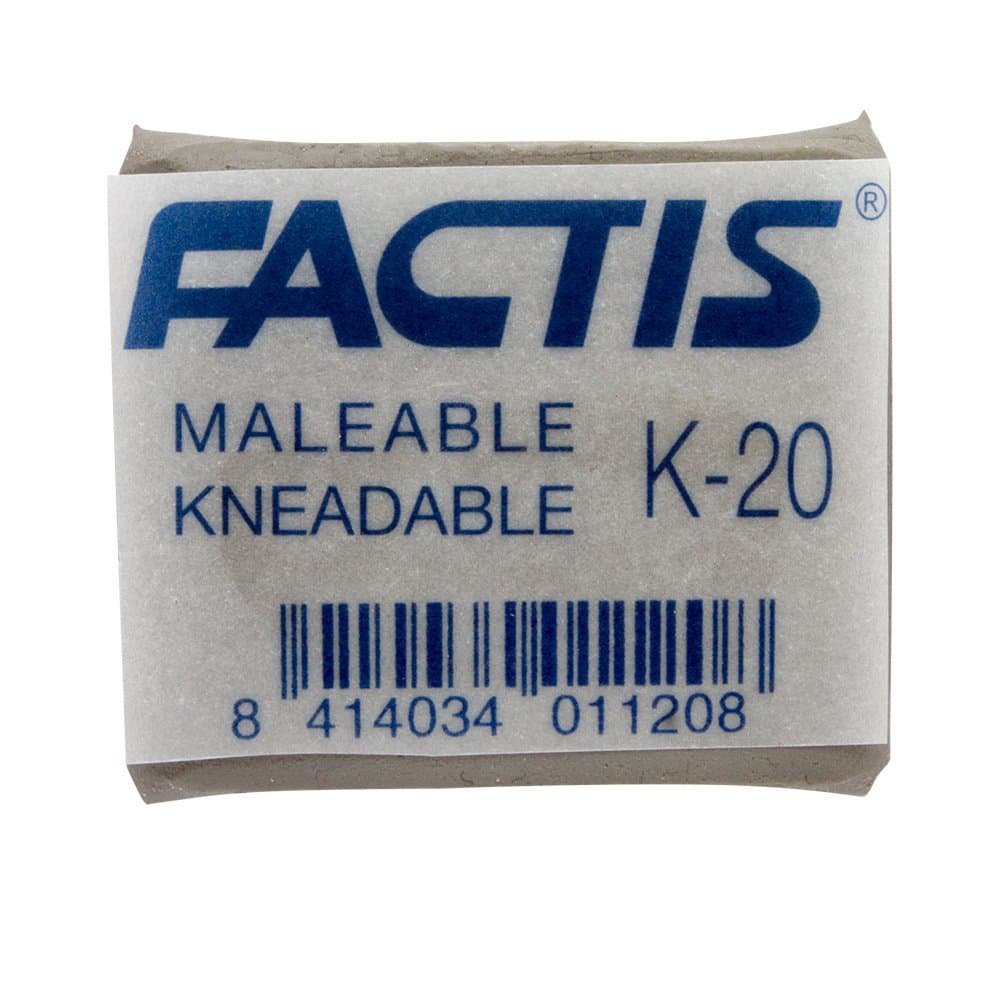 FACTIS®
MALEABLE
KNEADABLE
K-20
8 414034 011208